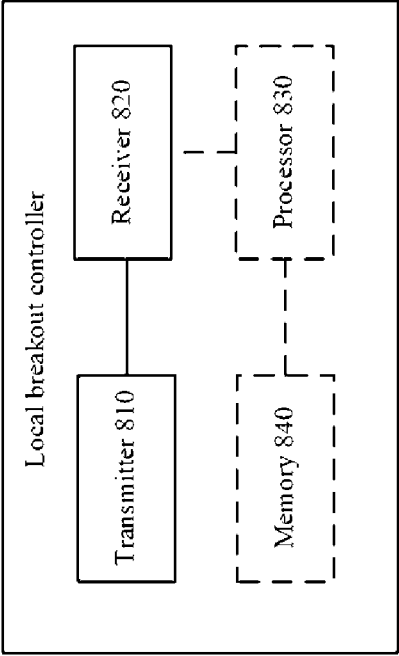 Local breakout controller
Transmitter 810
Receiver 820
Memory 840
Processor 830